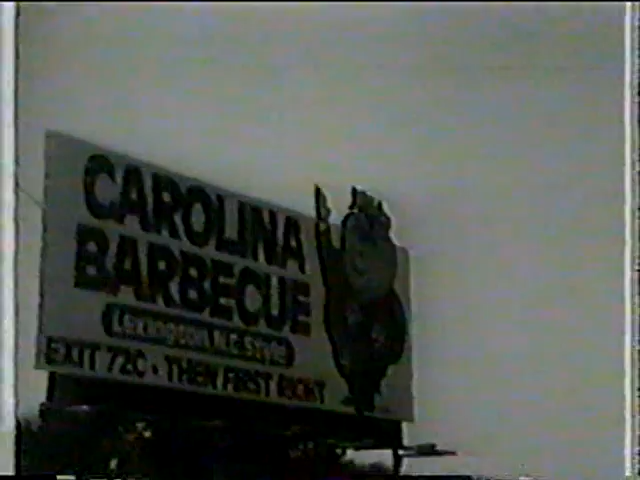 CAROLINA
BARBECUE
Lexington N.C. Style
EXIT 72C • THEN FIRST RIGHT